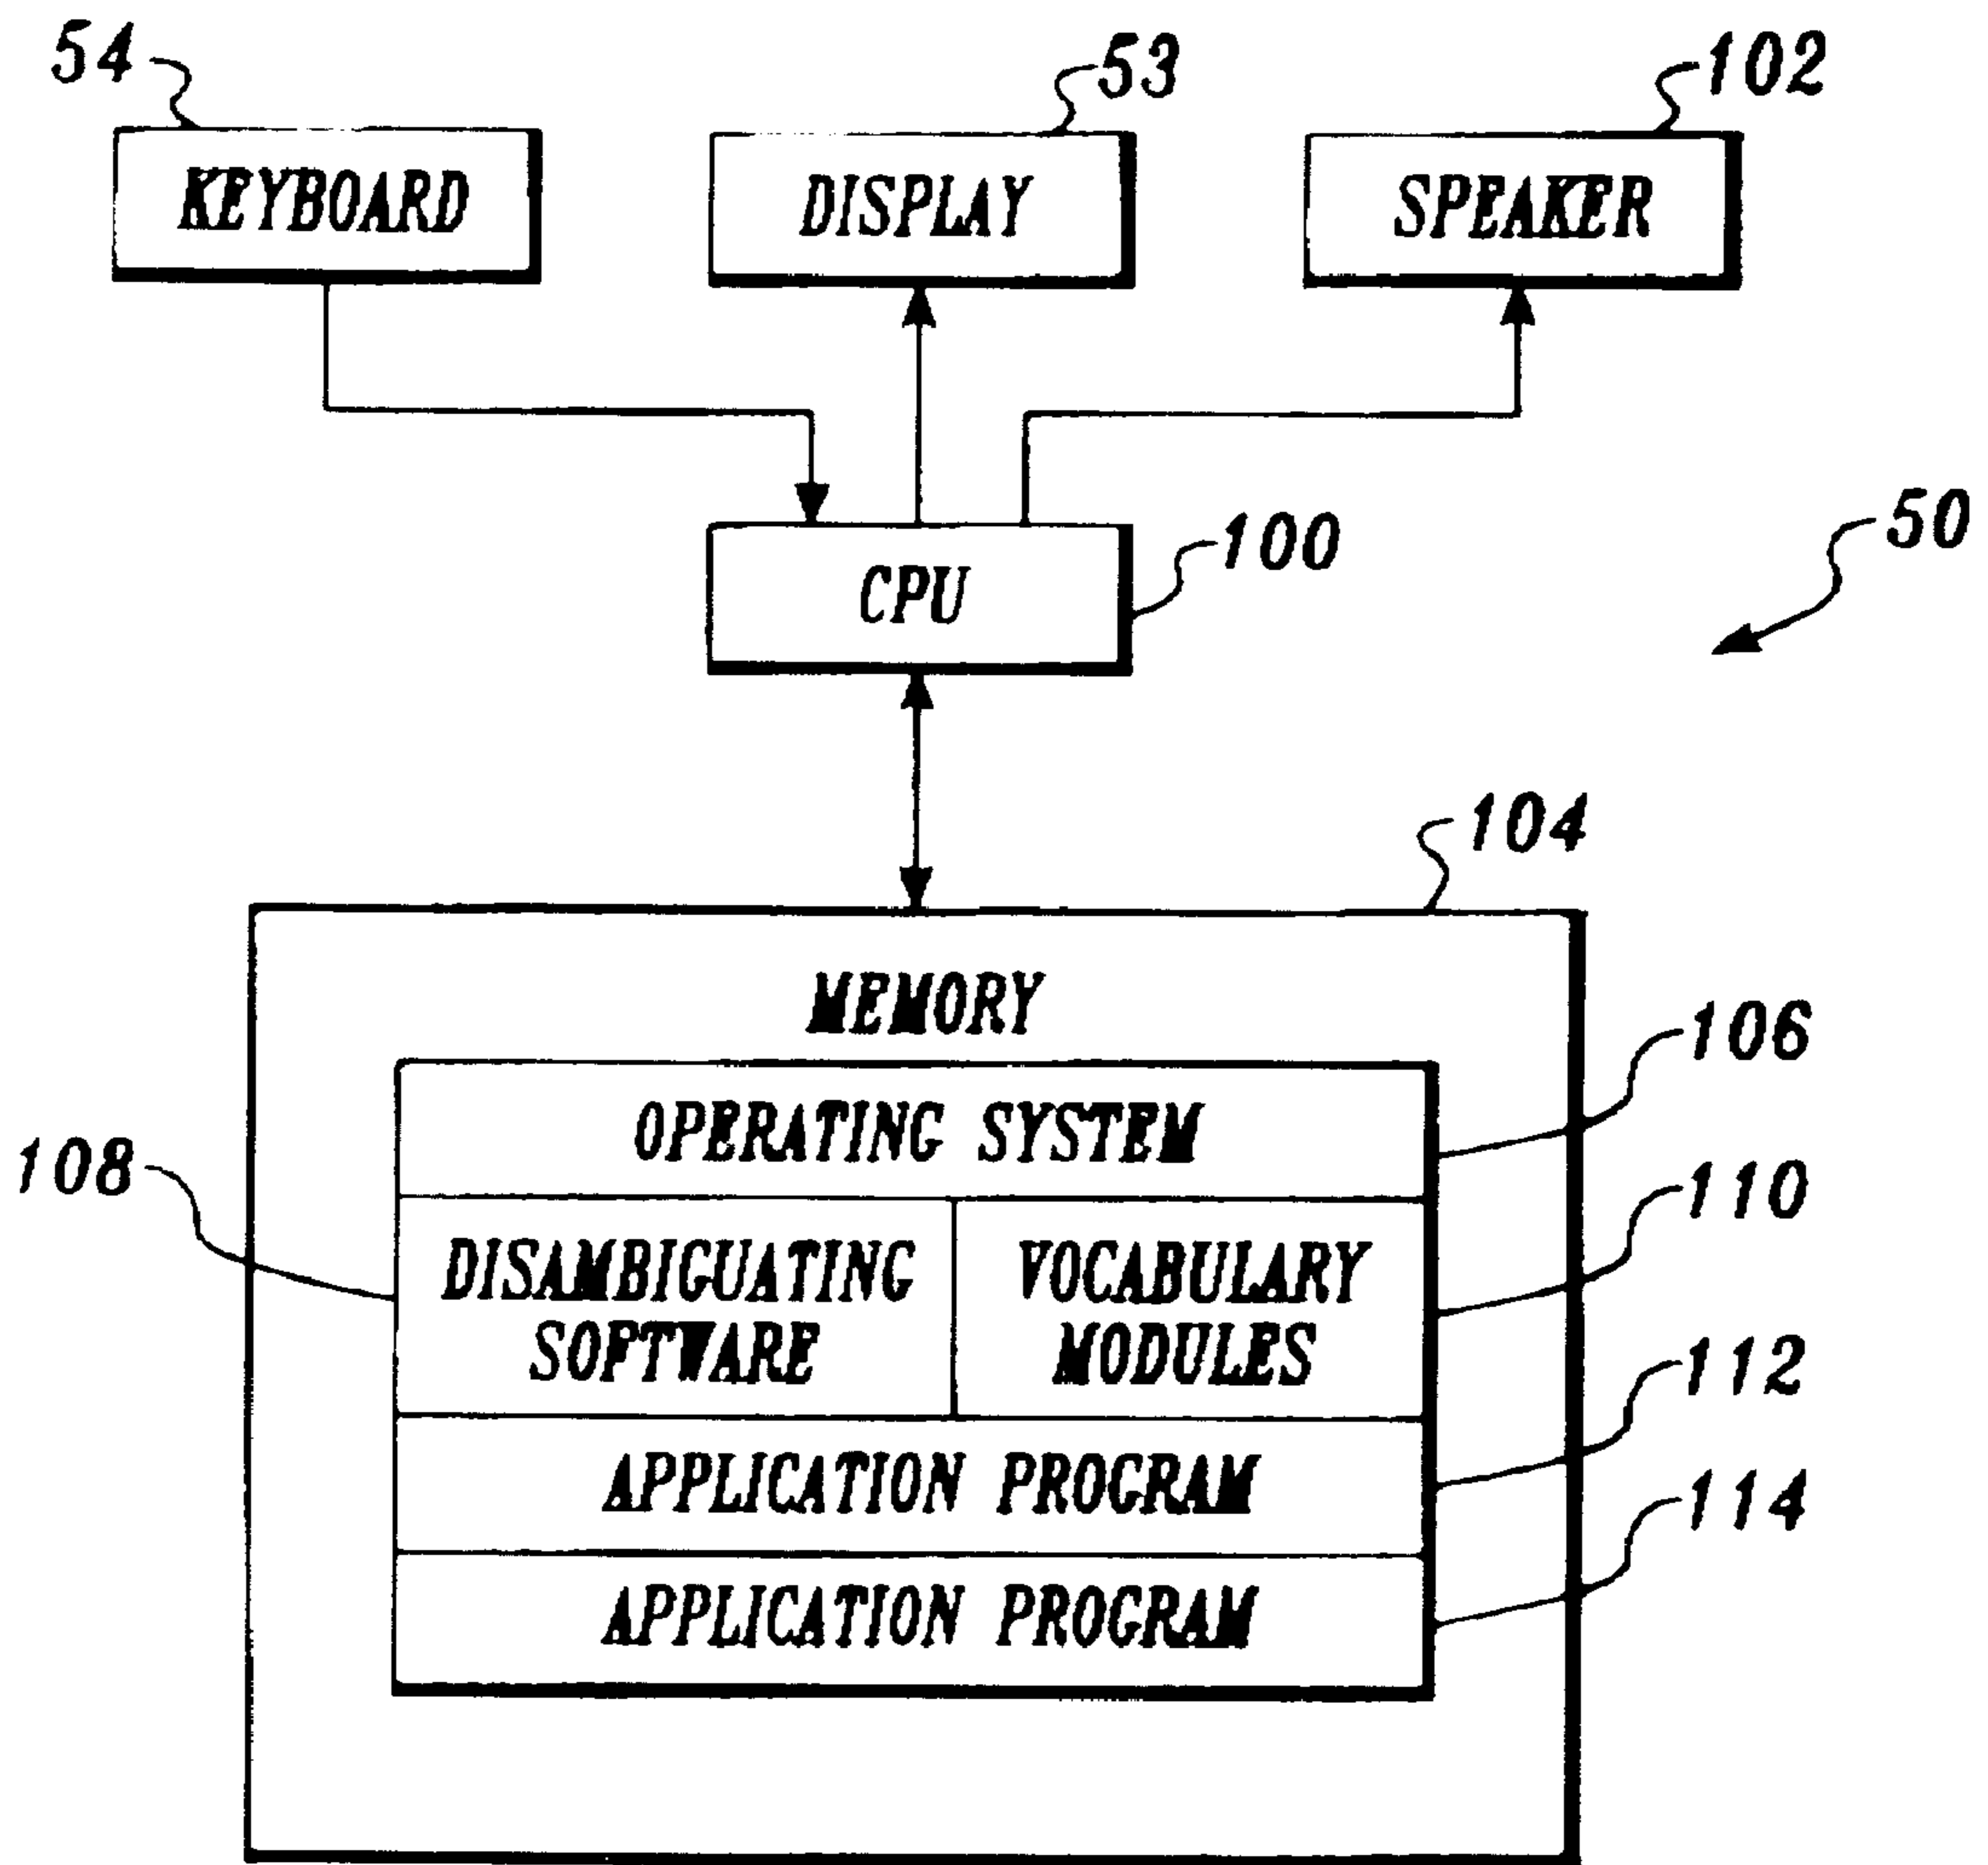 54
53
102
KEYBOARD
DISPLAY
SPEAKER
100
50
CPU
104
MEMORY
106
OPERATING SYSTEM
108
110
DISAMBIGUATING
SOFTWARE
VOCABULARY
MODULES
112
APPLICATION PROGRAM
114
APPLICATION PROGRAM